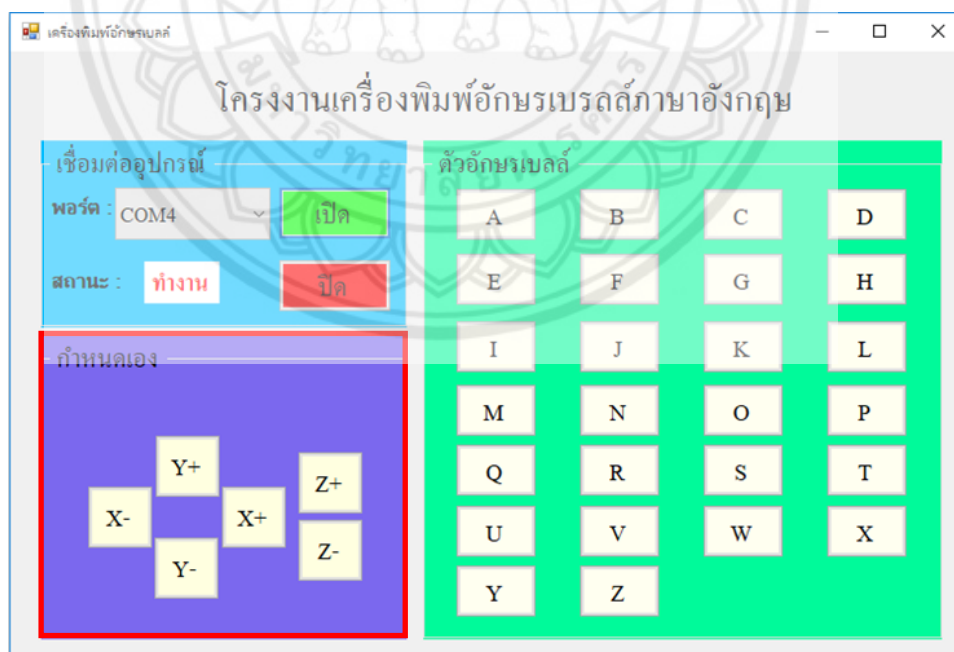 เครื่องพิมพ์อักษรเบลล์
โครงงานเครื่องพิมพ์อักษรเบรลล์ภาษาอังกฤษ
เชื่อมต่ออุปกรณ์
พอร์ต : COM4 เปิด
สถานะ : ทำงาน ปิด
กำหนดเอง
Y+
X- X+ Z+
Y- Z-
ตัวอักษรเบลล์
A B C D
E F G H
I J K L
M N O P
Q R S T
U V W X
Y Z